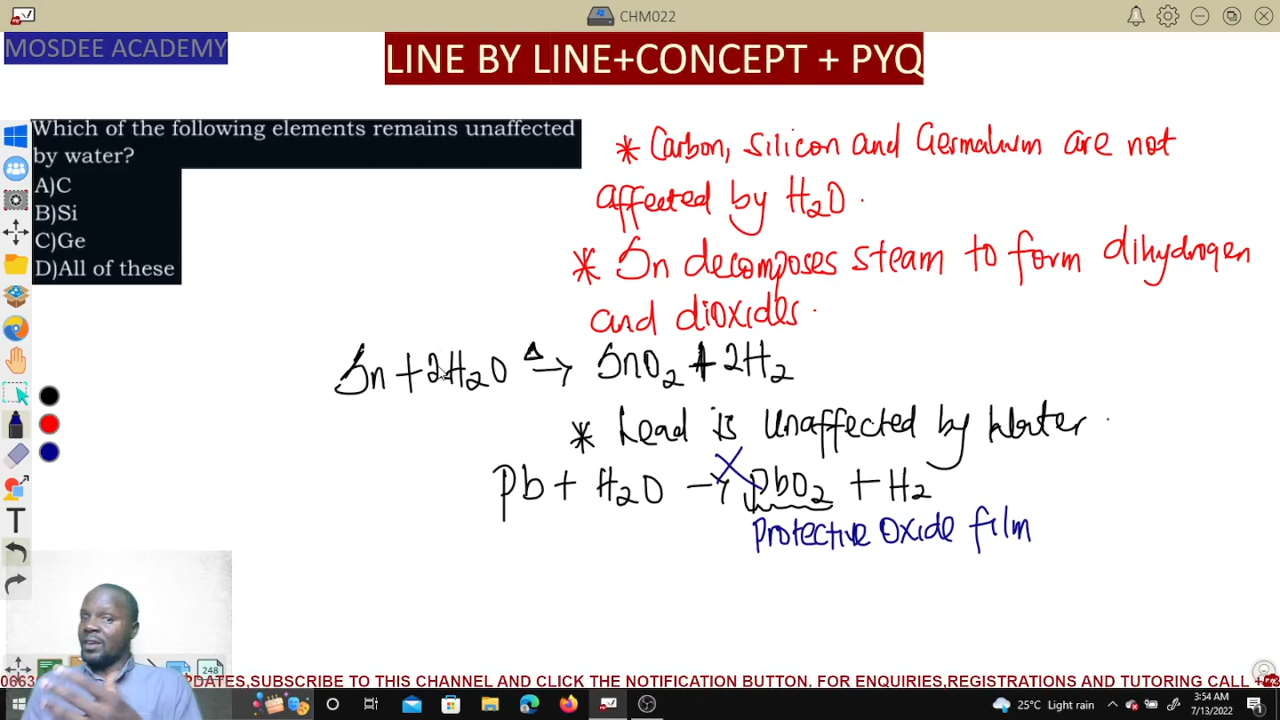 CHM022
MOSDEE ACADEMY
LINE BY LINE+CONCEPT + PYQ
Which of the following elements remains unaffected
by water?
A)C
B)Si
C)Ge
D)All of these
* Carbon, Silicon and Germanium are not
affected by H2O.
* Sn decomposes steam to form dihydrogen
and dioxides.
Sn + 2H2O Δ→ SnO2 + 2H2
* Lead is Unaffected by Water.
Pb + H2O → PbO2 + H2
Protective Oxide film
T
248
0663
PDATES,SUBSCRIBE TO THIS CHANNEL AND CLICK THE NOTIFICATION BUTTON. FOR ENQUIRIES,REGISTRATIONS AND TUTORING CALL
25°C Light rain
3:54 AM
7/13/2022